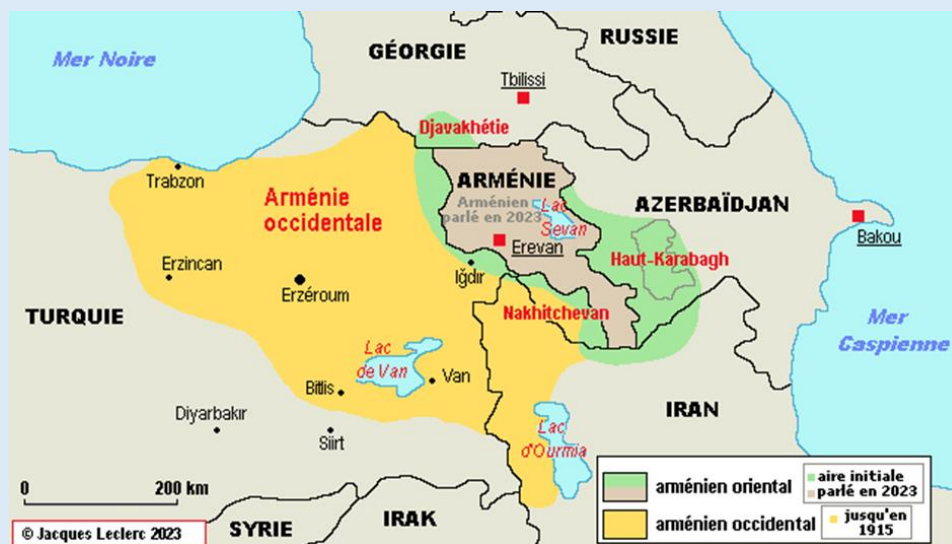 RUSSIE
GÉORGIE
Mer Noire
Tbilissi
Djavakhétie
Trabzon
Arménie
occidentale
ARMÉNIE
Arménien
parlé en 2023
Lac
Sevan
AZERBAÏDJAN
Bakou
Erevan
Haut-Karabagh
Erzincan
Erzéroum
Iğdır
Nakhitchevan
TURQUIE
Mer
Caspienne
Lac
de Van
Van
Bitlis
Diyarbakır
Siirt
Lac
d'Ourmia
IRAN
0 200 km
SYRIE
IRAK
© Jacques Leclerc 2023
arménien oriental
aire initiale
parlé en 2023
arménien occidental
jusqu'en
1915